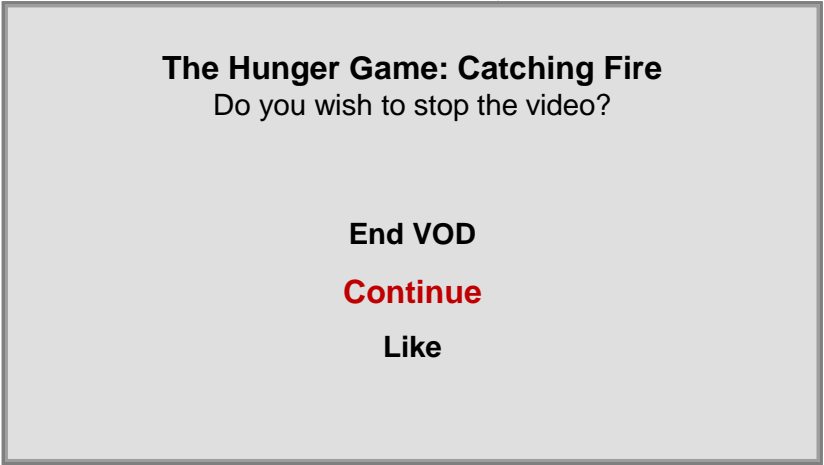 The Hunger Game: Catching Fire
Do you wish to stop the video?
End VOD
Continue
Like